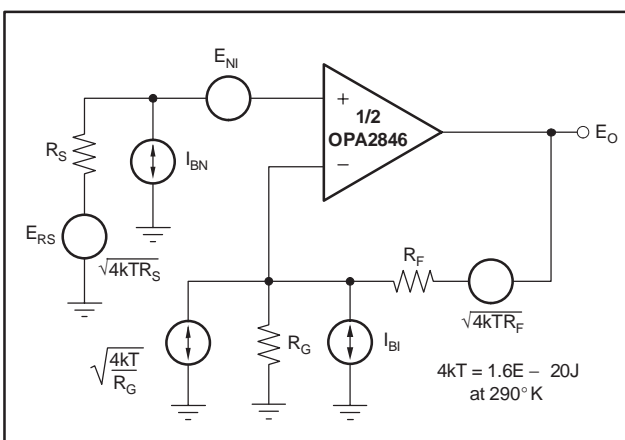 E_NI
R_S
I_BN
E_RS
√4kTR_S
+
1/2
OPA2846
−
E_O
R_F
√4kTR_F
√4kT/R_G
R_G
I_BI
4kT = 1.6E − 20J
at 290°K